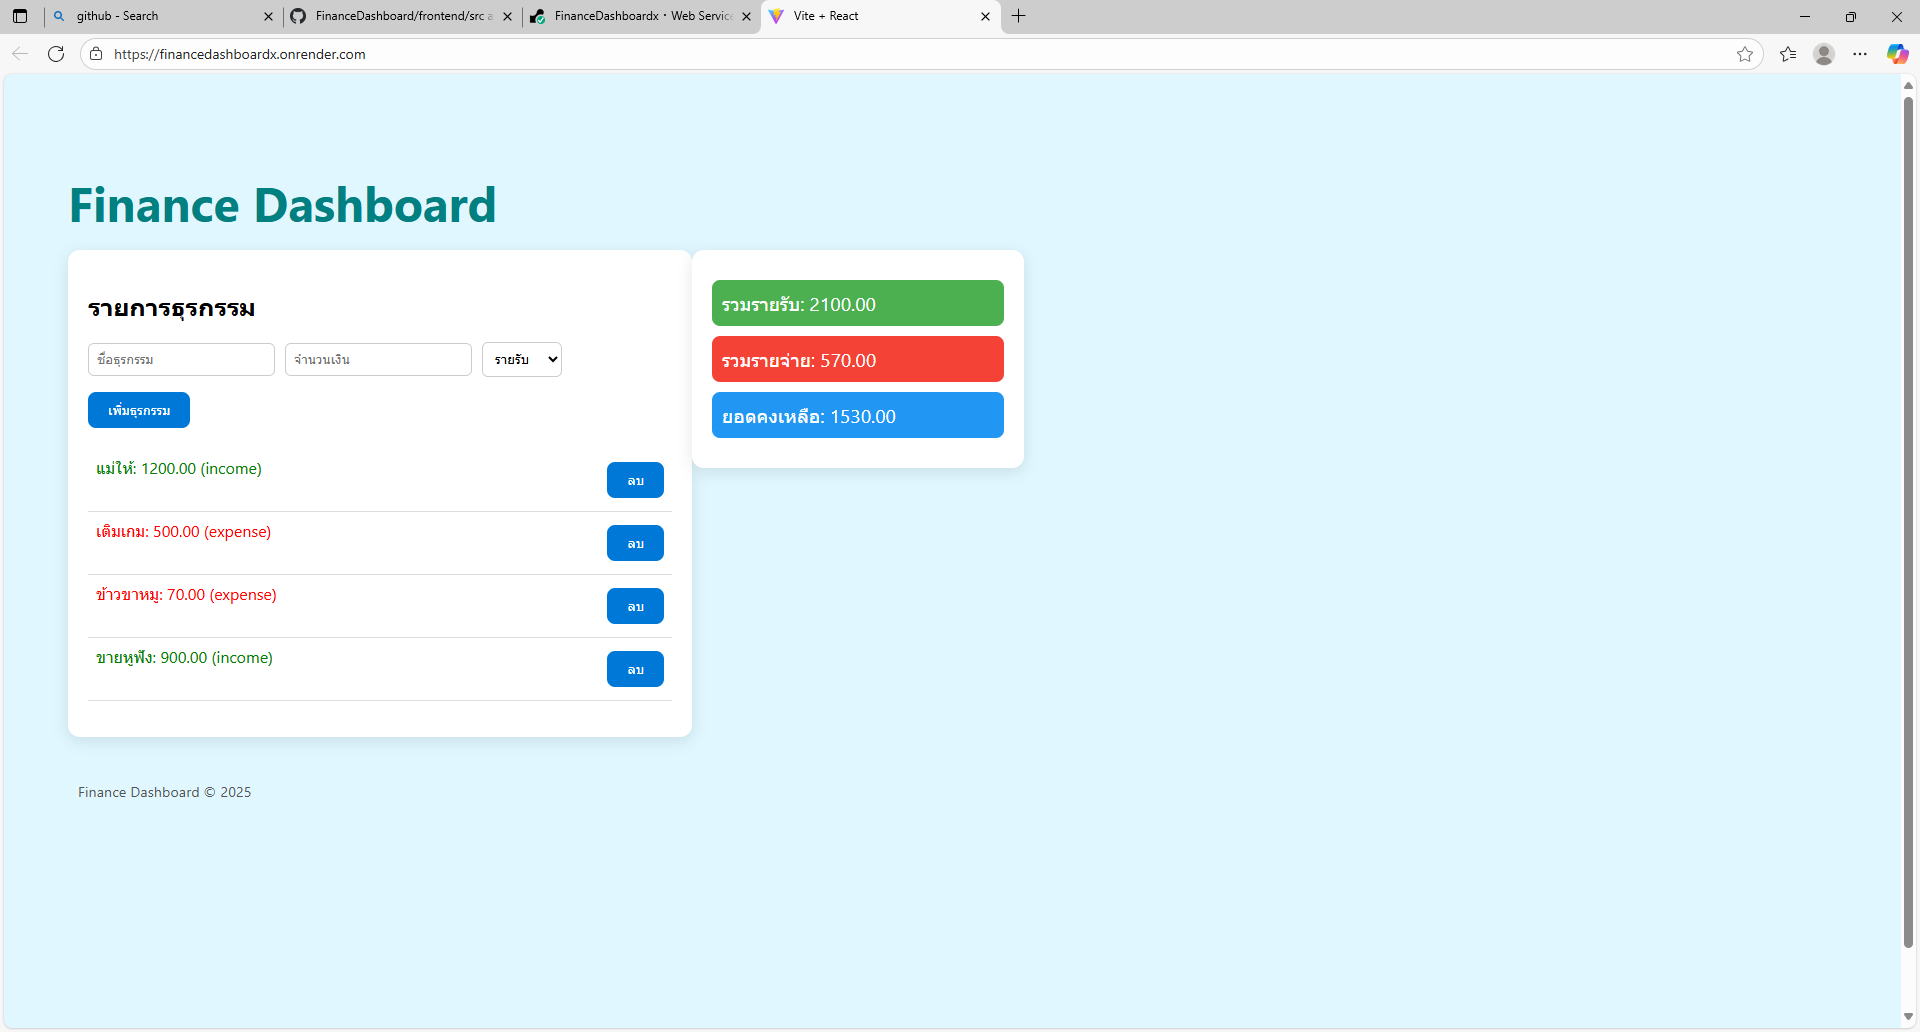 github - Search
FinanceDashboard/frontend/src a
FinanceDashboardx · Web Service
Vite + React
https://financedashboardx.onrender.com
Finance Dashboard
รายการธุรกรรม
ชื่อธุรกรรม
จำนวนเงิน
รายรับ
เพิ่มธุรกรรม
แม่ให้: 1200.00 (income)
ลบ
เติมเกม: 500.00 (expense)
ลบ
ข้าวขาหมู: 70.00 (expense)
ลบ
ขายหูฟัง: 900.00 (income)
ลบ
รวมรายรับ: 2100.00
รวมรายจ่าย: 570.00
ยอดคงเหลือ: 1530.00
Finance Dashboard © 2025